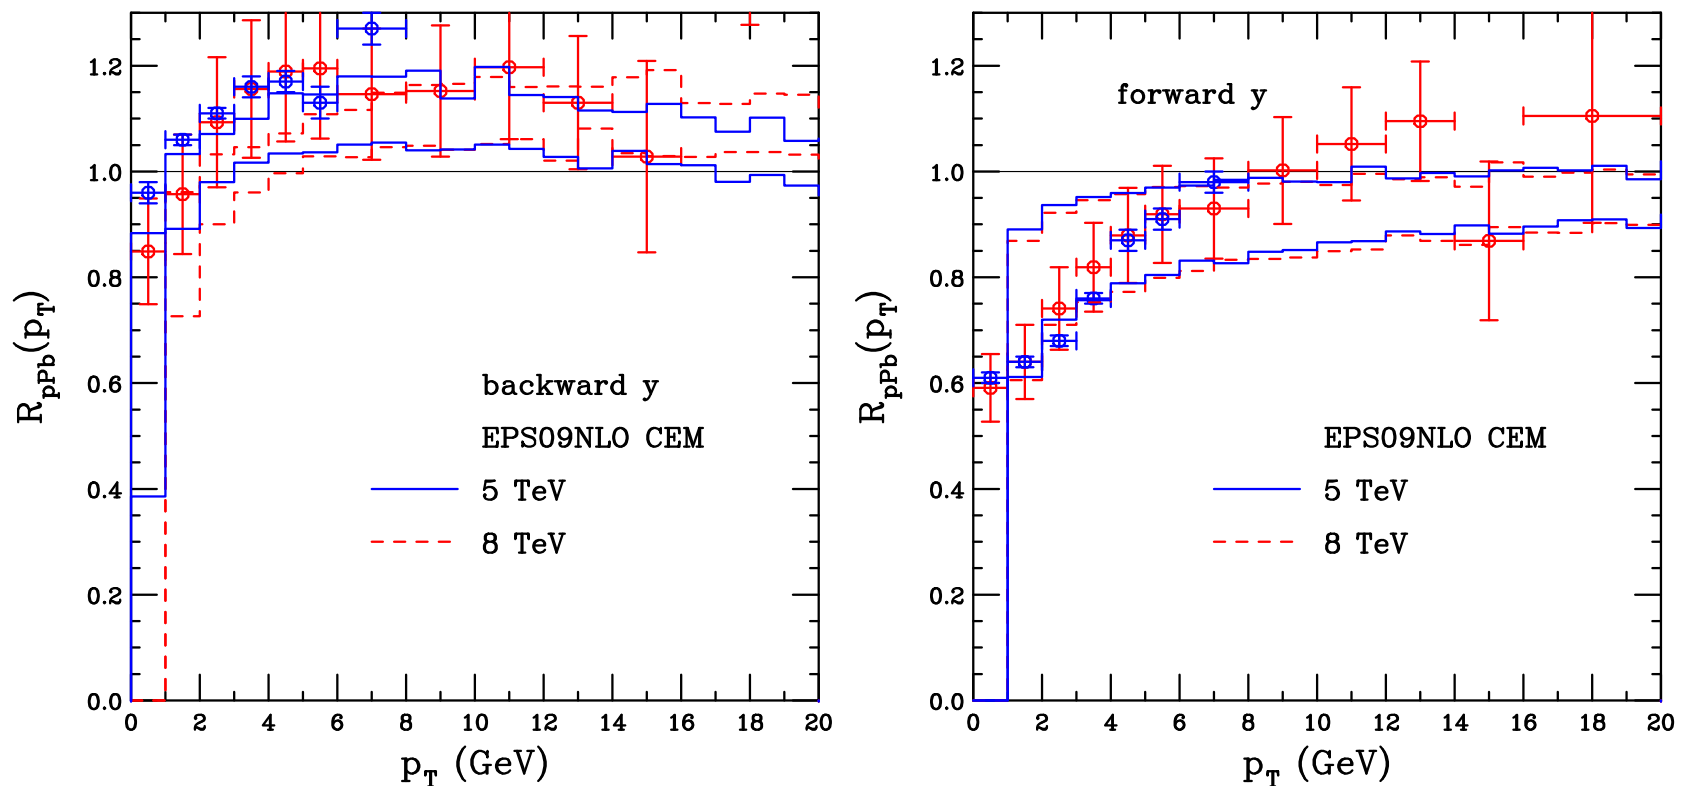 1.2
1.0
0.8
0.6
0.4
0.2
0.0
0 2 4 6 8 10 12 14 16 18 20
R_pPb(p_T)
p_T (GeV)
backward y
EPS09NLO CEM
5 TeV
8 TeV
1.2
1.0
0.8
0.6
0.4
0.2
0.0
0 2 4 6 8 10 12 14 16 18 20
R_pPb(p_T)
p_T (GeV)
forward y
EPS09NLO CEM
5 TeV
8 TeV